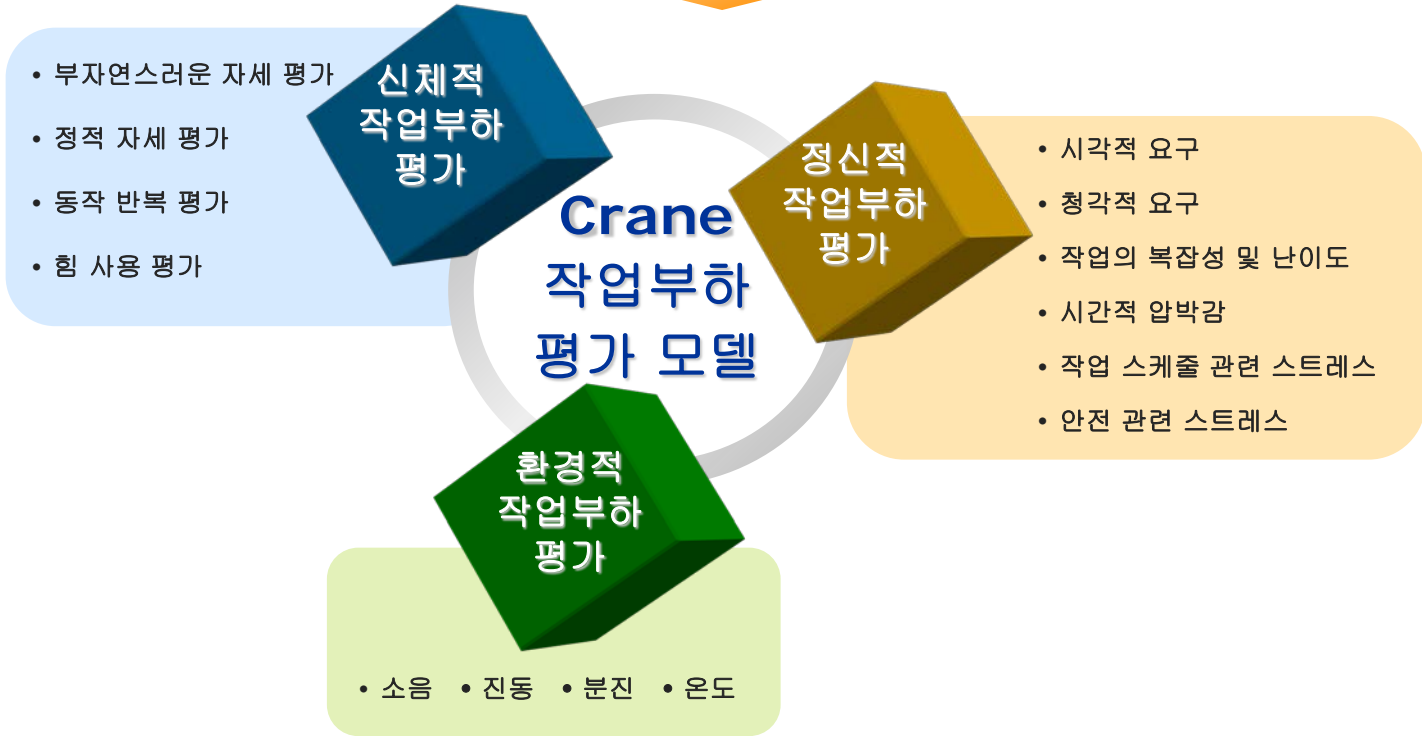 신체적
작업부하
평가
• 부자연스러운 자세 평가
• 정적 자세 평가
• 동작 반복 평가
• 힘 사용 평가
Crane
작업부하
평가 모델
정신적
작업부하
평가
• 시각적 요구
• 청각적 요구
• 작업의 복잡성 및 난이도
• 시간적 압박감
• 작업 스케줄 관련 스트레스
• 안전 관련 스트레스
환경적
작업부하
평가
• 소음 • 진동 • 분진 • 온도